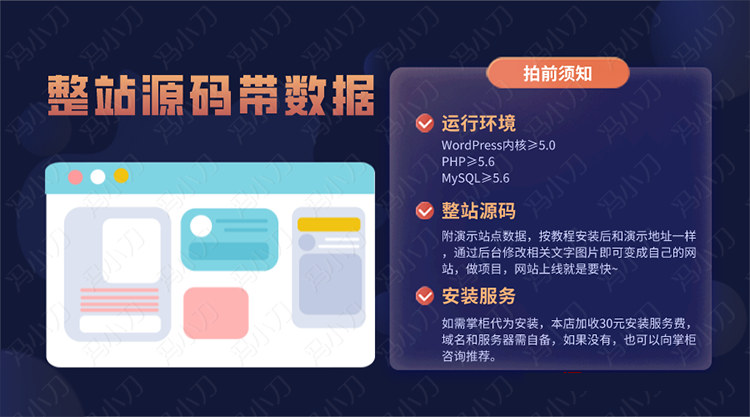 整站源码带数据
拍前须知
运行环境
WordPress内核≥5.0
PHP≥5.6
MySQL≥5.6
整站源码
附演示站点数据，按教程安装后和演示地址一样
，通过后台修改相关文字图片即可变成自己的网
站，做项目，网站上线就是要快~
安装服务
如需掌柜代为安装，本店加收30元安装服务费，
域名和服务器需自备，如果没有，也可以向掌柜
咨询推荐。
冯小刀